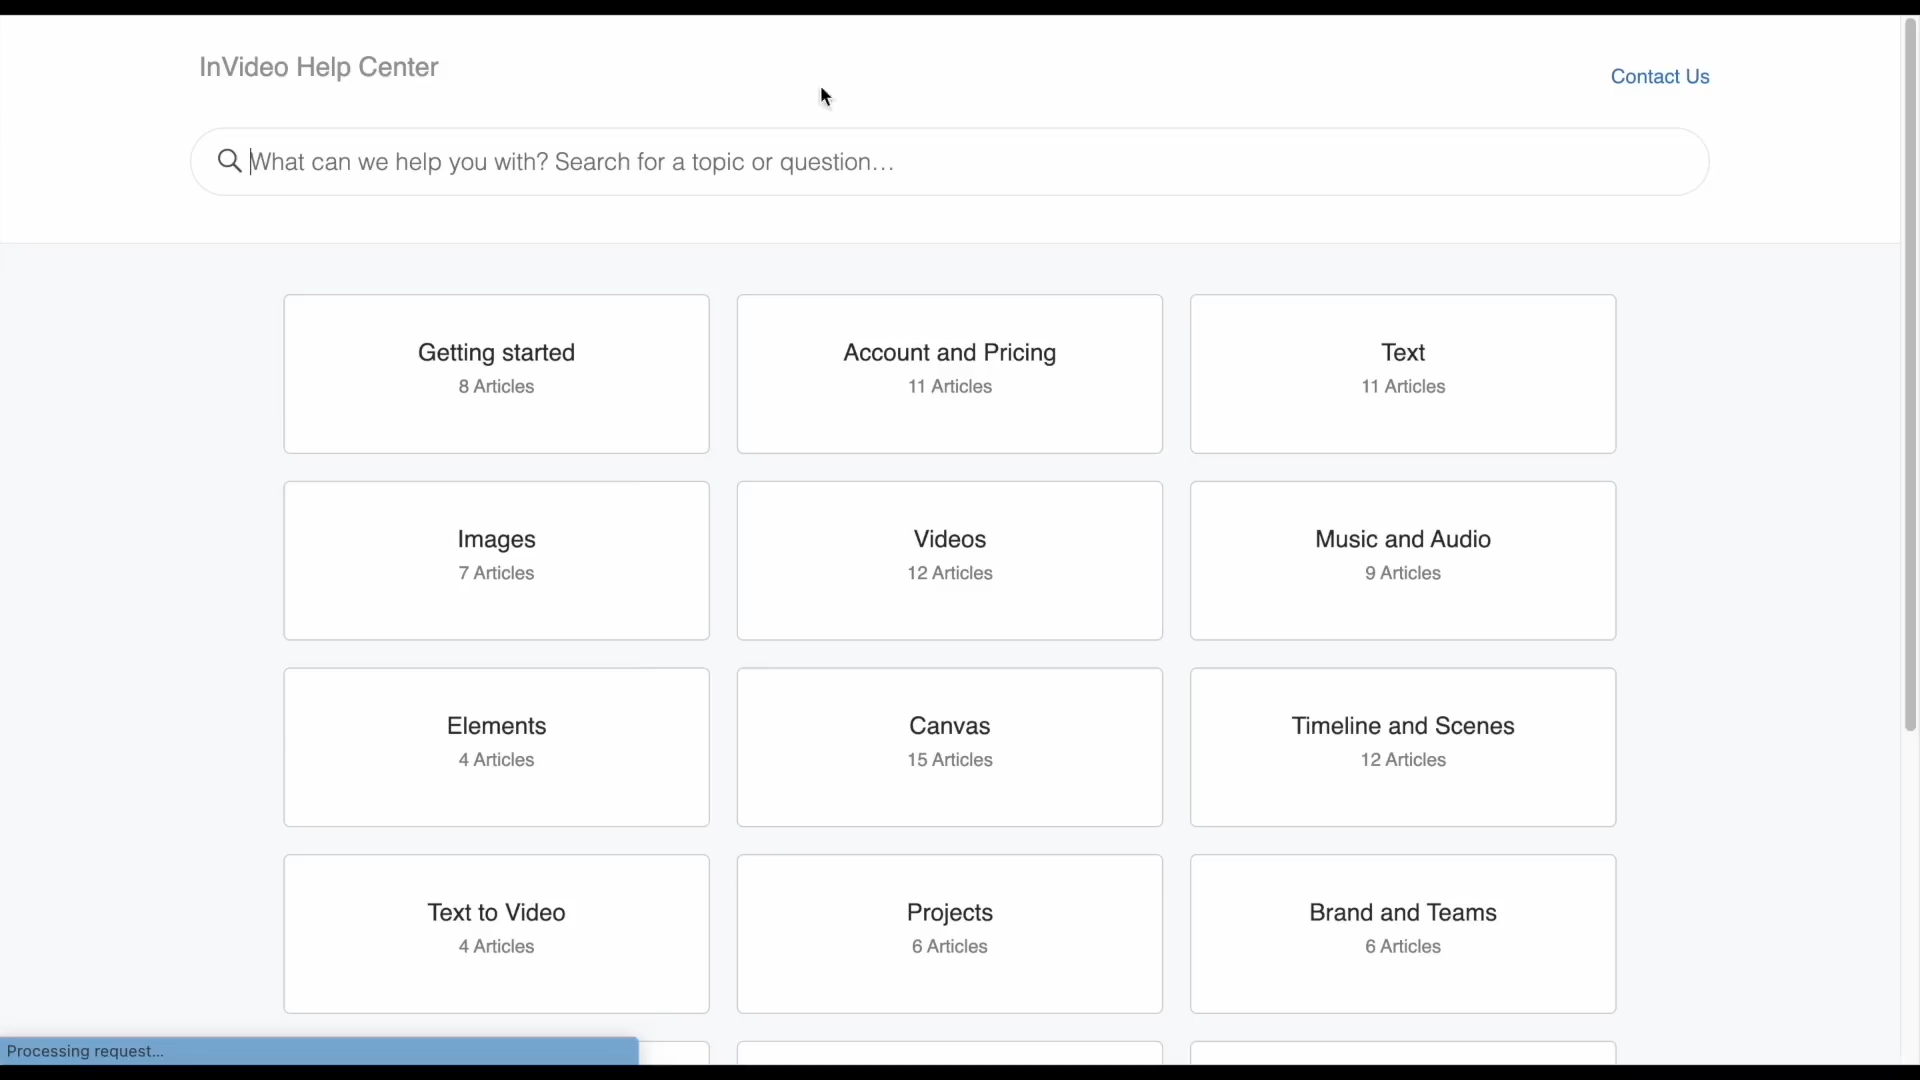 InVideo Help Center
Contact Us
What can we help you with? Search for a topic or question...
Getting started
8 Articles
Account and Pricing
11 Articles
Text
11 Articles
Images
7 Articles
Videos
12 Articles
Music and Audio
9 Articles
Elements
4 Articles
Canvas
15 Articles
Timeline and Scenes
12 Articles
Text to Video
4 Articles
Projects
6 Articles
Brand and Teams
6 Articles
Processing request...